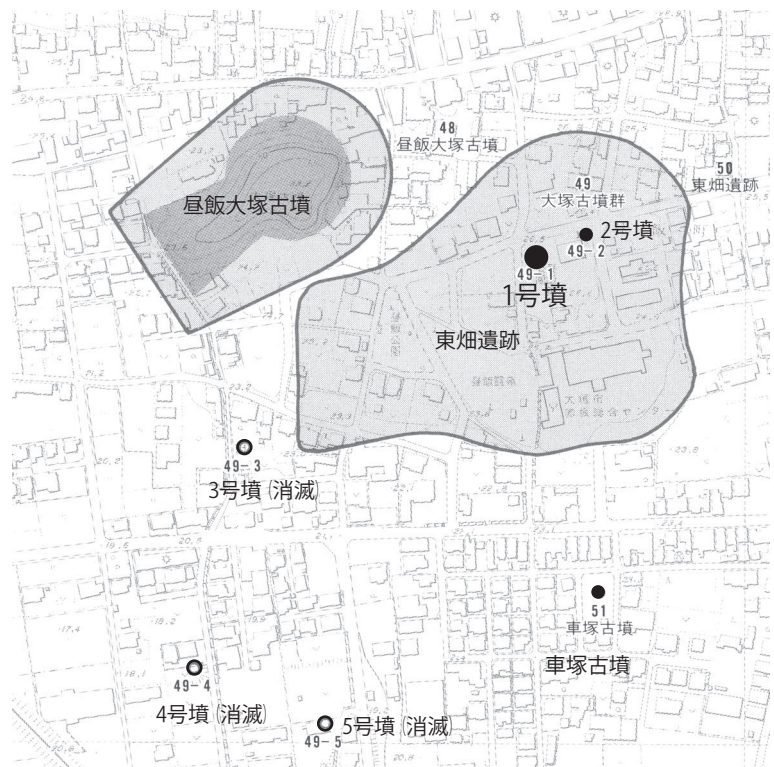 48
昼飯大塚古墳
50
東畑遺跡
49
大塚古墳群
昼飯大塚古墳
2号墳
49-2
49-1
1号墳
東畑遺跡
49-3
3号墳 (消滅)
51
車塚古墳
車塚古墳
49-4
4号墳 (消滅)
5号墳 (消滅)
49-5